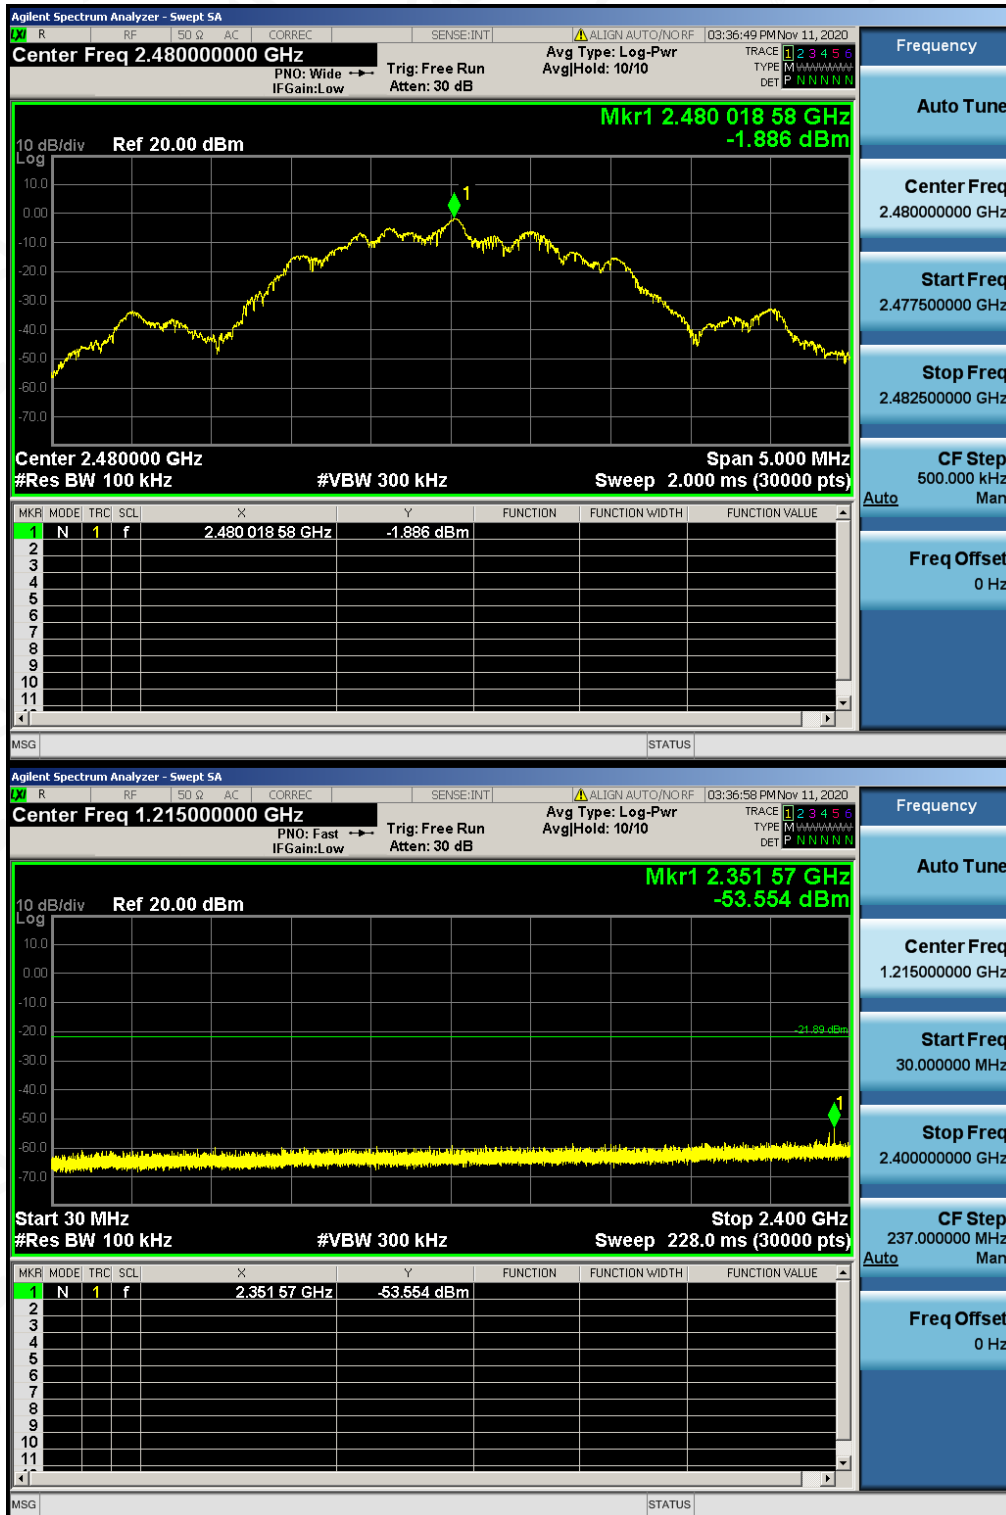 Agilent Spectrum Analyzer - Swept SA
LXI R RF 50 Ω AC CORREC SENSE:INT ALIGN AUTO/NO RF 03:36:49 PM Nov 11, 2020
Center Freq 2.480000000 GHz
PNO: Wide
IFGain:Low
Trig: Free Run
Atten: 30 dB
Avg Type: Log-Pwr
Avg|Hold: 10/10
TRACE 1 2 3 4 5 6
TYPE M WWWWW
DET P N N N N N
Mkr1 2.480 018 58 GHz
-1.886 dBm
10 dB/div Ref 20.00 dBm
Log
10.0
0.00
-10.0
-20.0
-30.0
-40.0
-50.0
-60.0
-70.0
1
Center 2.480000 GHz Span 5.000 MHz
#Res BW 100 kHz #VBW 300 kHz Sweep 2.000 ms (30000 pts)
MKR MODE TRC SCL X Y FUNCTION FUNCTION WIDTH FUNCTION VALUE
1 N 1 f 2.480 018 58 GHz -1.886 dBm
2
3
4
5
6
7
8
9
10
11
MSG STATUS
Frequency
Auto Tune
Center Freq
2.480000000 GHz
Start Freq
2.477500000 GHz
Stop Freq
2.482500000 GHz
CF Step
500.000 kHz
Auto Man
Freq Offset
0 Hz
Agilent Spectrum Analyzer - Swept SA
LXI R RF 50 Ω AC CORREC SENSE:INT ALIGN AUTO/NO RF 03:36:58 PM Nov 11, 2020
Center Freq 1.215000000 GHz
PNO: Fast
IFGain:Low
Trig: Free Run
Atten: 30 dB
Avg Type: Log-Pwr
Avg|Hold: 10/10
TRACE 1 2 3 4 5 6
TYPE M WWWWW
DET P N N N N N
Mkr1 2.351 57 GHz
-53.554 dBm
10 dB/div Ref 20.00 dBm
Log
10.0
0.00
-10.0
-20.0
-30.0
-40.0
-50.0
-60.0
-70.0
-21.89 dBm
1
Start 30 MHz Stop 2.400 GHz
#Res BW 100 kHz #VBW 300 kHz Sweep 228.0 ms (30000 pts)
MKR MODE TRC SCL X Y FUNCTION FUNCTION WIDTH FUNCTION VALUE
1 N 1 f 2.351 57 GHz -53.554 dBm
2
3
4
5
6
7
8
9
10
11
MSG STATUS
Frequency
Auto Tune
Center Freq
1.215000000 GHz
Start Freq
30.000000 MHz
Stop Freq
2.400000000 GHz
CF Step
237.000000 MHz
Auto Man
Freq Offset
0 Hz